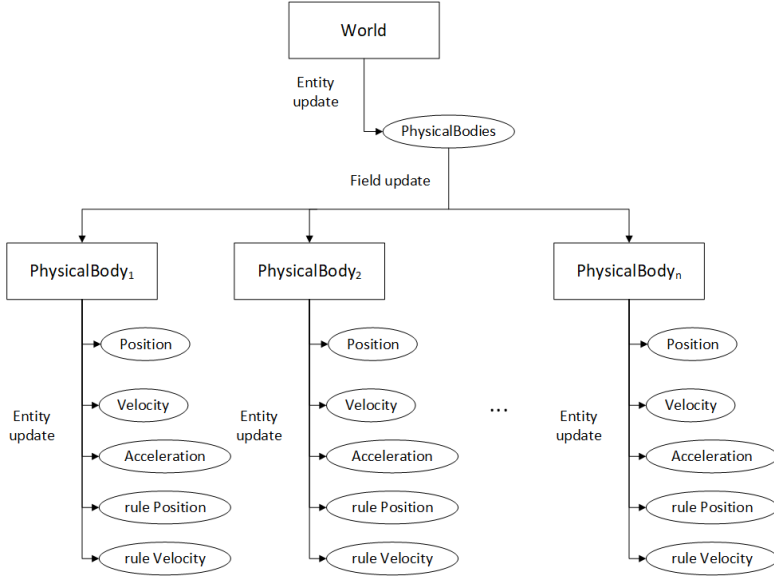 World
Entity
update
PhysicalBodies
Field update
PhysicalBody₁
PhysicalBody₂
PhysicalBodyₙ
Position
Position
Position
Velocity
Velocity
...
Velocity
Entity
update
Entity
update
Entity
update
Acceleration
Acceleration
Acceleration
rule Position
rule Position
rule Position
rule Velocity
rule Velocity
rule Velocity